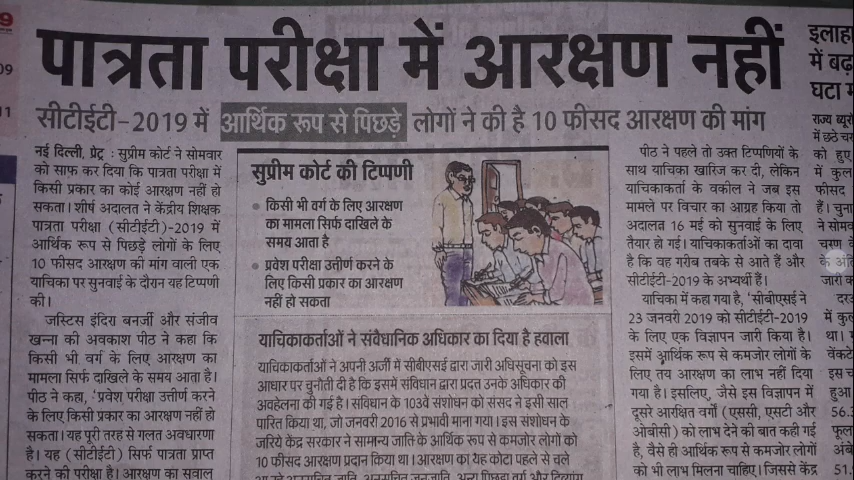 पात्रता परीक्षा में आरक्षण नहीं
सीटीईटी-2019 में आर्थिक रूप से पिछड़े लोगों ने की है 10 फीसद आरक्षण की मांग
नई दिल्ली, प्रेट्र : सुप्रीम कोर्ट ने सोमवार
को साफ कर दिया कि पात्रता परीक्षा में
किसी प्रकार का कोई आरक्षण नहीं हो
सकता। शीर्ष अदालत ने केंद्रीय शिक्षक
पात्रता परीक्षा (सीटीईटी)-2019 में
आर्थिक रूप से पिछड़े लोगों के लिए
10 फीसद आरक्षण की मांग वाली एक
याचिका पर सुनवाई के दौरान यह टिप्पणी
की।
जस्टिस इंदिरा बनर्जी और संजीव
खन्ना की अवकाश पीठ ने कहा कि
किसी भी वर्ग के लिए आरक्षण का
मामला सिर्फ दाखिले के समय आता है।
पीठ ने कहा, 'प्रवेश परीक्षा उत्तीर्ण करने
के लिए किसी प्रकार का आरक्षण नहीं हो
सकता। यह पूरी तरह से गलत अवधारणा
है। यह (सीटीईटी) सिर्फ पात्रता प्राप्त
करने की परीक्षा है। आरक्षण का सवाल
सुप्रीम कोर्ट की टिप्पणी
• किसी भी वर्ग के लिए आरक्षण
का मामला सिर्फ दाखिले के
समय आता है
• प्रवेश परीक्षा उत्तीर्ण करने के
लिए किसी प्रकार का आरक्षण
नहीं हो सकता
याचिकाकर्ताओं ने संवैधानिक अधिकार का दिया है हवाला
याचिकाकर्ताओं ने अपनी अर्जी में सीबीएसई द्वारा जारी अधिसूचना को इस
आधार पर चुनौती दी है कि इसमें संविधान द्वारा प्रदत्त उनके अधिकार की
अवहेलना की गई है। संविधान के 103वें संशोधन को संसद ने इसी साल
पारित किया था, जो जनवरी 2016 से प्रभावी माना गया। इस संशोधन के
जरिये केंद्र सरकार ने सामान्य जाति के आर्थिक रूप से कमजोर लोगों को
10 फीसद आरक्षण प्रदान किया था। आरक्षण का यह कोटा पहले से चले
पीठ ने पहले तो उक्त टिप्पणियों के
साथ याचिका खारिज कर दी, लेकिन
याचिकाकर्ता के वकील ने जब इस
मामले पर विचार का आग्रह किया तो
अदालत 16 मई को सुनवाई के लिए
तैयार हो गई। याचिकाकर्ताओं का दावा
है कि वह गरीब तबके से आते हैं और
सीटीईटी-2019 के अभ्यर्थी हैं।
याचिका में कहा गया है, 'सीबीएसई ने
23 जनवरी 2019 को सीटीईटी-2019
के लिए एक विज्ञापन जारी किया है।
इसमें आर्थिक रूप से कमजोर लोगों के
लिए तय आरक्षण का लाभ नहीं दिया
गया है। इसलिए, जैसे इस विज्ञापन में
दूसरे आरक्षित वर्गों (एससी, एसटी और
ओबीसी) को लाभ देने की बात कही गई
है, वैसे ही आर्थिक रूप से कमजोर लोगों
को भी लाभ मिलना चाहिए। जिससे केंद्र